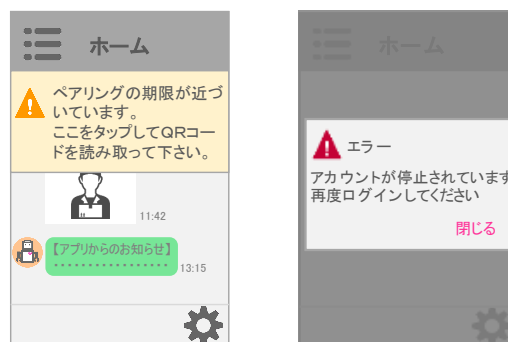 ホーム
ペアリングの期限が近づ
いています。
ここをタップしてQRコー
ドを読み取って下さい。
11:42
【アプリからのお知らせ】
・・・・・・・・・・・・・・・・・
13:15
ホーム
エラー
アカウントが停止されています
再度ログインしてください
閉じる